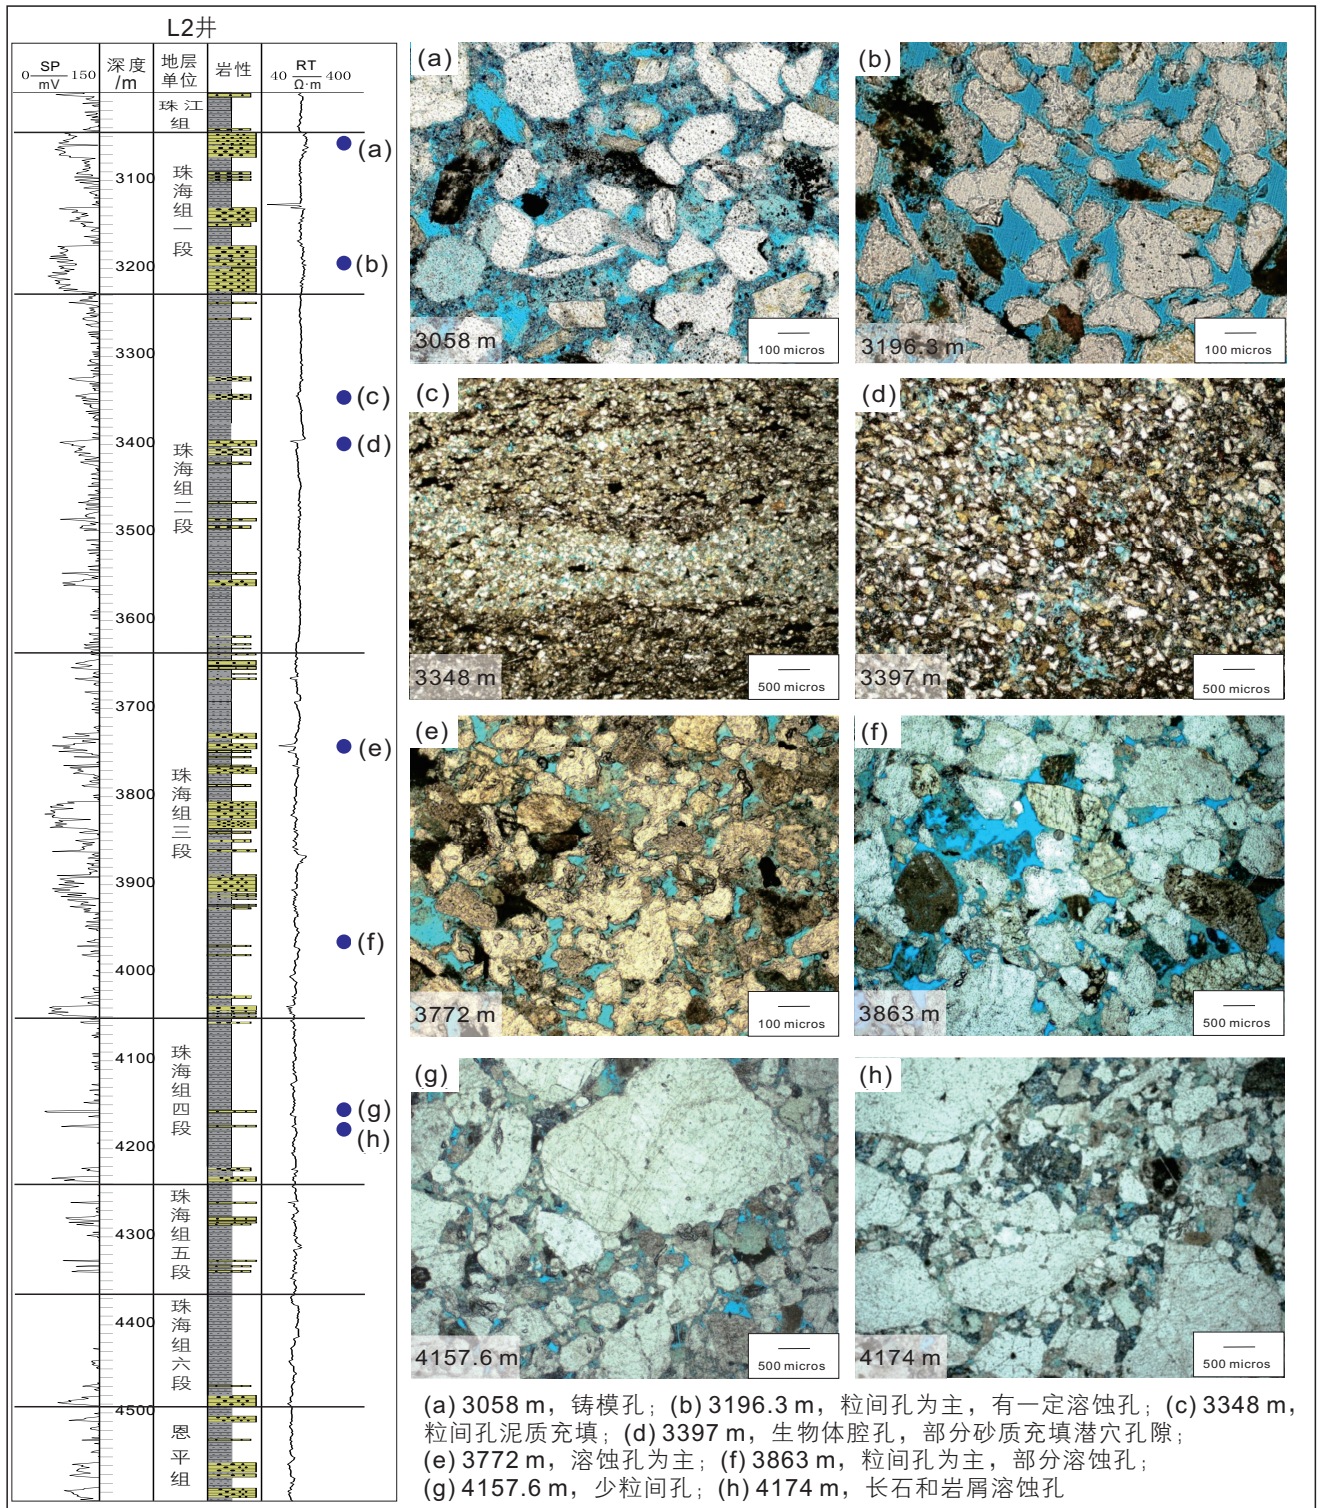 L2井
SP
0 150
mV
深度
/m
地层
单位
岩性
RT
40 400
Ω·m
珠江
组
珠海组一段
珠海组二段
珠海组三段
珠海组四段
珠海组五段
珠海组六段
恩平组
3100
3200
3300
3400
3500
3600
3700
3800
3900
4000
4100
4200
4300
4400
4500
(a)
(b)
(c)
(d)
(e)
(f)
(g)
(h)
(a)
3058 m
100 micros
(b)
3196.3 m
100 micros
(c)
3348 m
500 micros
(d)
3397 m
500 micros
(e)
3772 m
100 micros
(f)
3863 m
500 micros
(g)
4157.6 m
500 micros
(h)
4174 m
500 micros
(a) 3058 m，铸模孔；(b) 3196.3 m，粒间孔为主，有一定溶蚀孔；(c) 3348 m，
粒间孔泥质充填；(d) 3397 m，生物体腔孔，部分砂质充填潜穴孔隙；
(e) 3772 m，溶蚀孔为主；(f) 3863 m，粒间孔为主，部分溶蚀孔；
(g) 4157.6 m，少粒间孔；(h) 4174 m，长石和岩屑溶蚀孔